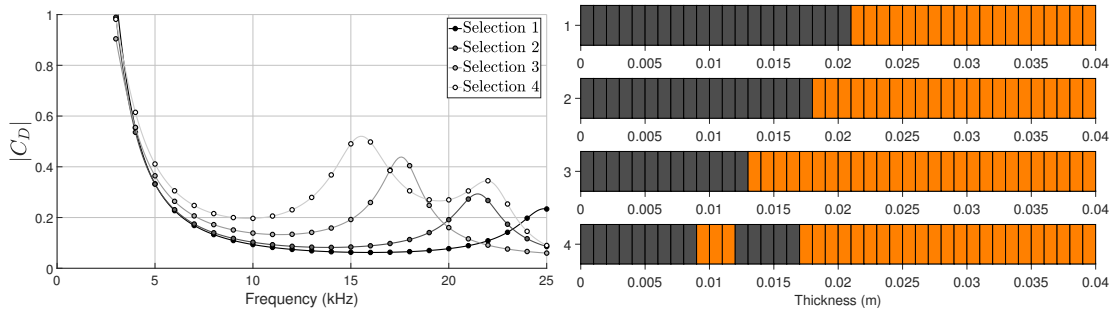 1
0.8
0.6
0.4
0.2
0
|C_D|
0 5 10 15 20 25
Frequency (kHz)
Selection 1
Selection 2
Selection 3
Selection 4
1
0 0.005 0.01 0.015 0.02 0.025 0.03 0.035 0.04
2
0 0.005 0.01 0.015 0.02 0.025 0.03 0.035 0.04
3
0 0.005 0.01 0.015 0.02 0.025 0.03 0.035 0.04
4
0 0.005 0.01 0.015 0.02 0.025 0.03 0.035 0.04
Thickness (m)